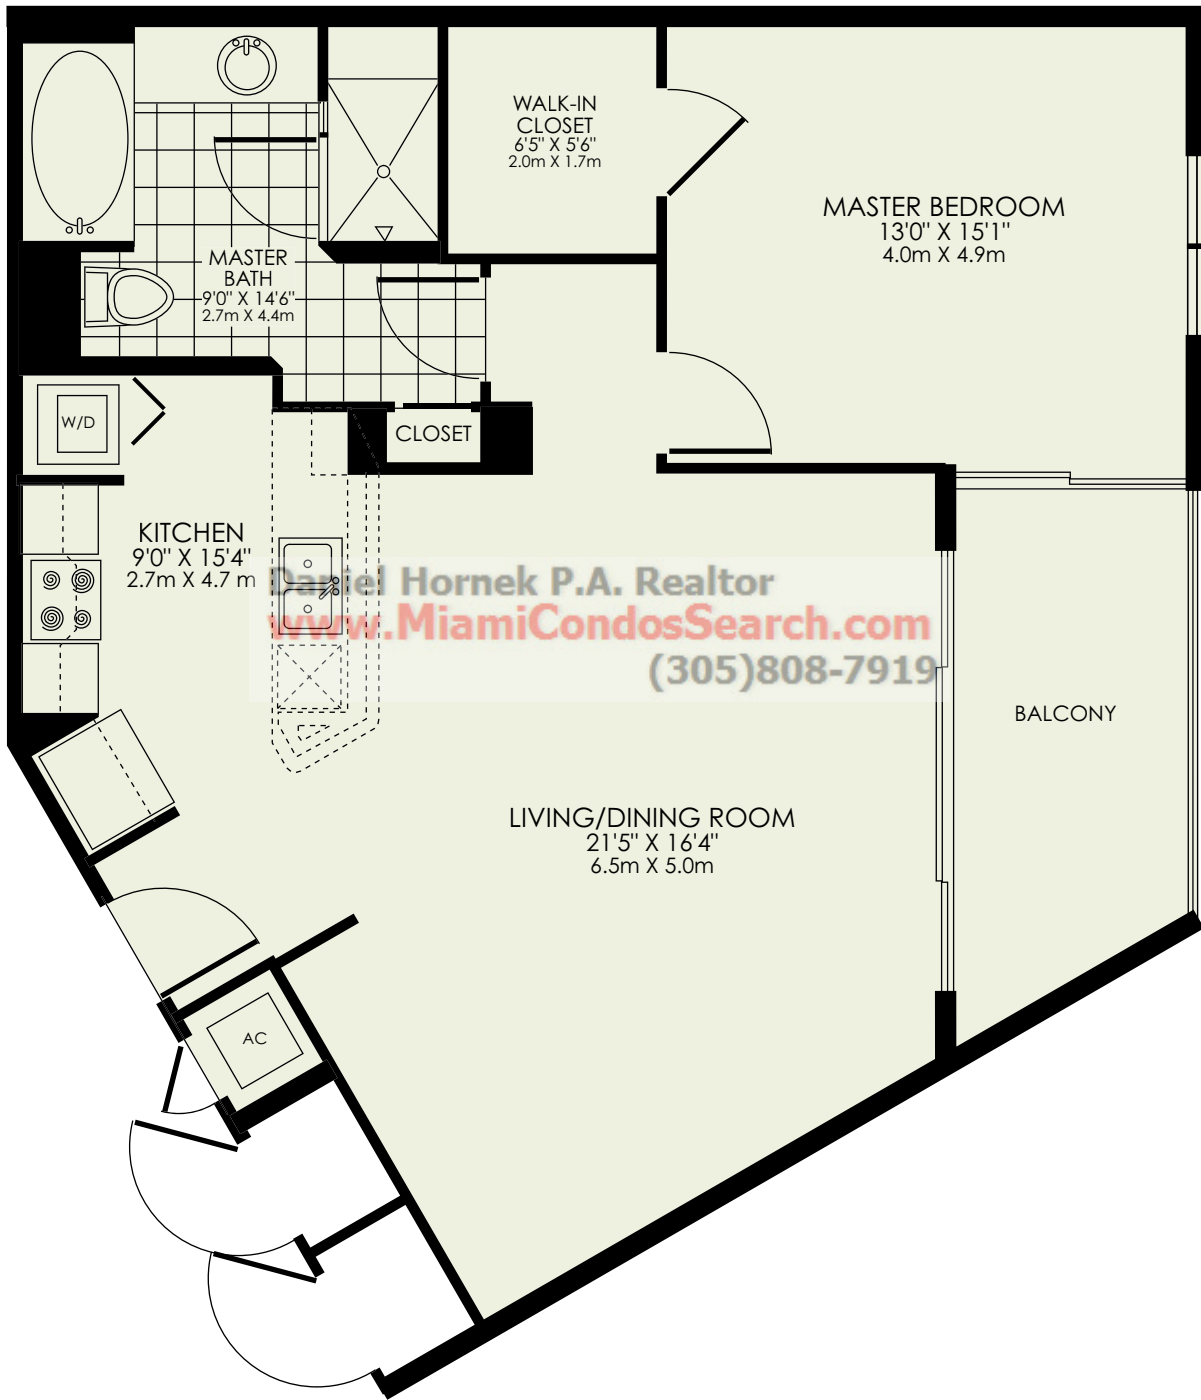 WALK-IN
CLOSET
6'5" X 5'6"
2.0m X 1.7m
MASTER BEDROOM
13'0" X 15'1"
4.0m X 4.9m
MASTER
BATH
9'0" X 14'6"
2.7m X 4.4m
W/D
CLOSET
KITCHEN
9'0" X 15'4"
2.7m X 4.7 m
Daniel Hornek P.A. Realtor
www.MiamiCondosSearch.com
(305)808-7919
BALCONY
LIVING/DINING ROOM
21'5" X 16'4"
6.5m X 5.0m
AC